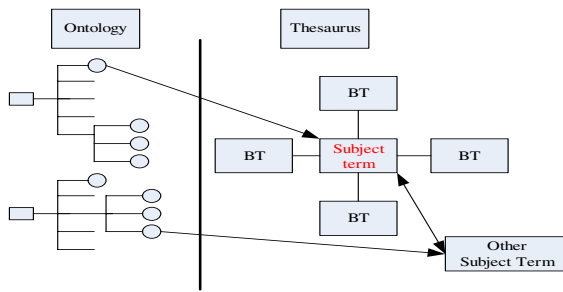 Ontology
Thesaurus
BT
BT
Subject
term
BT
BT
Other
Subject Term